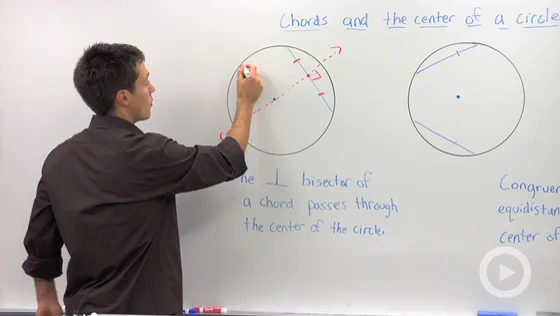 Chords and the center of a circle
he ⊥ bisector of
a chord passes through
the center of the circle.
Congruen
equidistan
center of